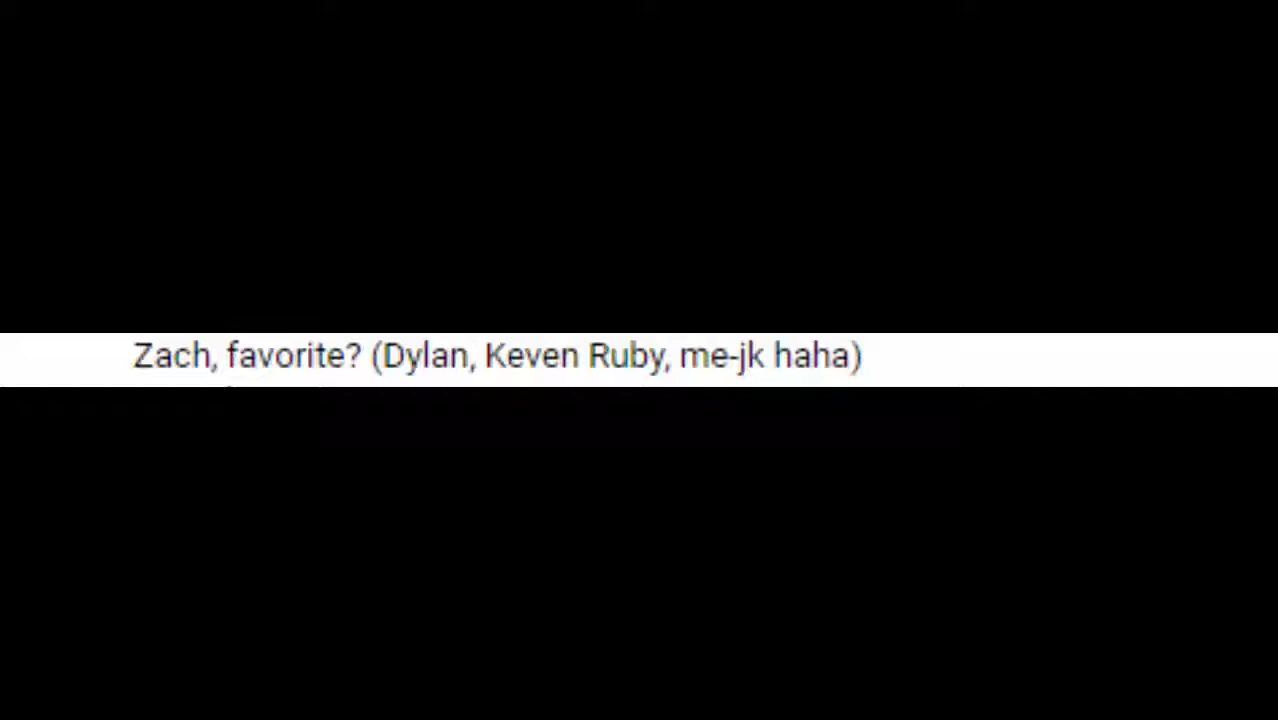 Zach, favorite? (Dylan, Keven Ruby, me-jk haha)